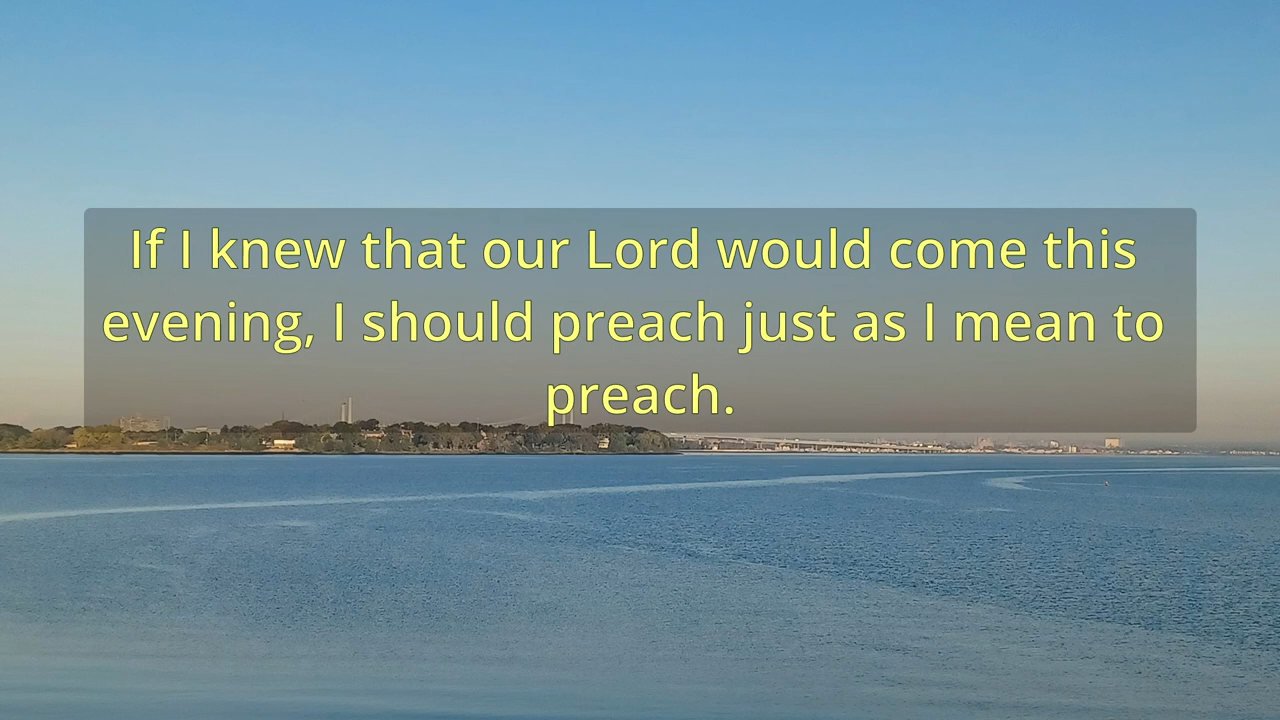 If I knew that our Lord would come this
evening, I should preach just as I mean to
preach.